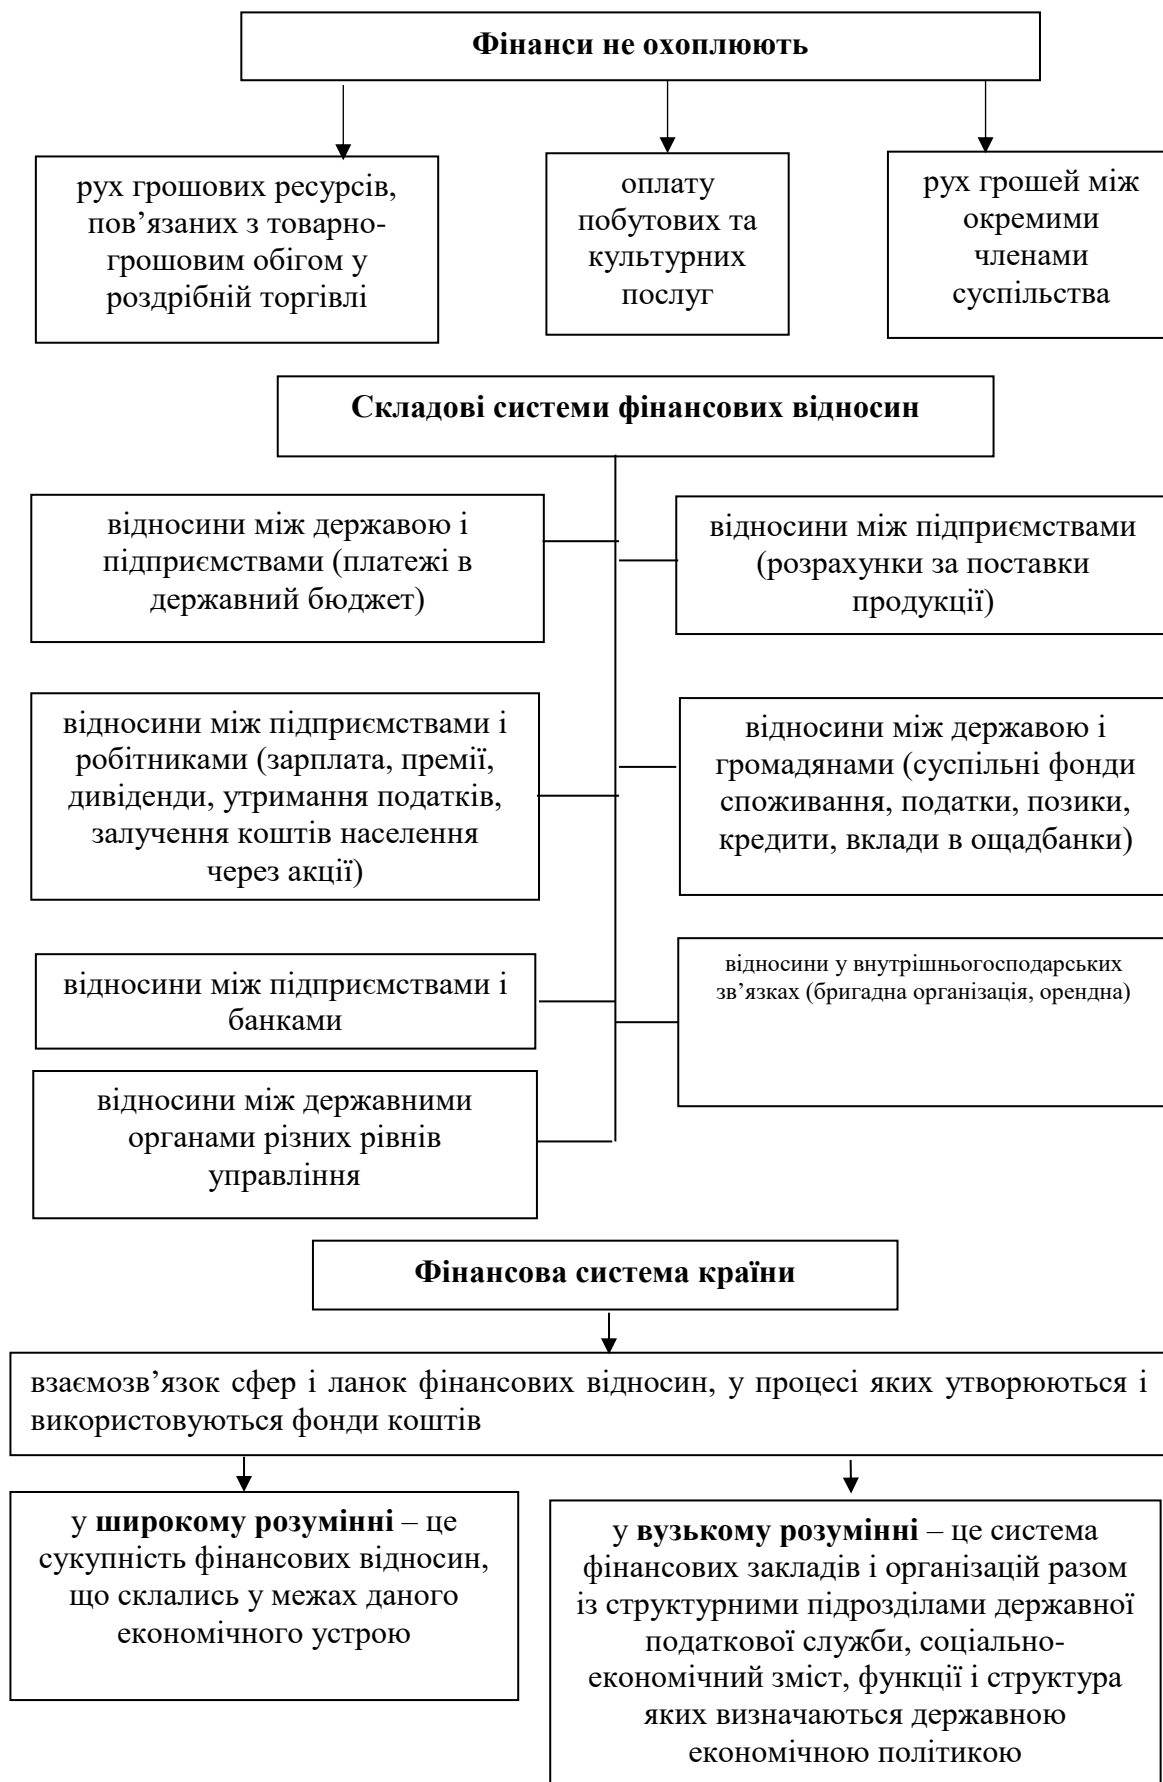 Фінанси не охоплюють
рух грошових ресурсів,
пов’язаних з товарно-
грошовим обігом у
роздрібній торгівлі
оплату
побутових та
культурних
послуг
рух грошей між
окремими
членами
суспільства
Складові системи фінансових відносин
відносини між державою і
підприємствами (платежі в
державний бюджет)
відносини між підприємствами
(розрахунки за поставки
продукції)
відносини між підприємствами і
робітниками (зарплата, премії,
дивіденди, утримання податків,
залучення коштів населення
через акції)
відносини між державою і
громадянами (суспільні фонди
споживання, податки, позики,
кредити, вклади в ощадбанки)
відносини між підприємствами і
банками
відносини у внутрішньогосподарських
зв’язках (бригадна організація, орендна)
відносини між державними
органами різних рівнів
управління
Фінансова система країни
взаємозв’язок сфер і ланок фінансових відносин, у процесі яких утворюються і
використовуються фонди коштів
у широкому розумінні – це
сукупність фінансових відносин,
що склались у межах даного
економічного устрою
у вузькому розумінні – це система
фінансових закладів і організацій разом
із структурними підрозділами державної
податкової служби, соціально-
економічний зміст, функції і структура
яких визначаються державною
економічною політикою